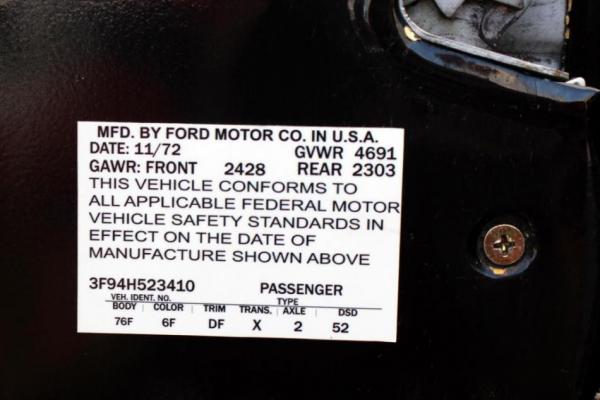 MFD. BY FORD MOTOR CO. IN U.S.A.
DATE: 11/72 GVWR 4691
GAWR: FRONT 2428 REAR 2303
THIS VEHICLE CONFORMS TO
ALL APPLICABLE FEDERAL MOTOR
VEHICLE SAFETY STANDARDS IN
EFFECT ON THE DATE OF
MANUFACTURE SHOWN ABOVE
3F94H523410 PASSENGER
VEH. IDENT. NO. TYPE
BODY COLOR TRIM TRANS. AXLE DSD
76F 6F DF X 2 52